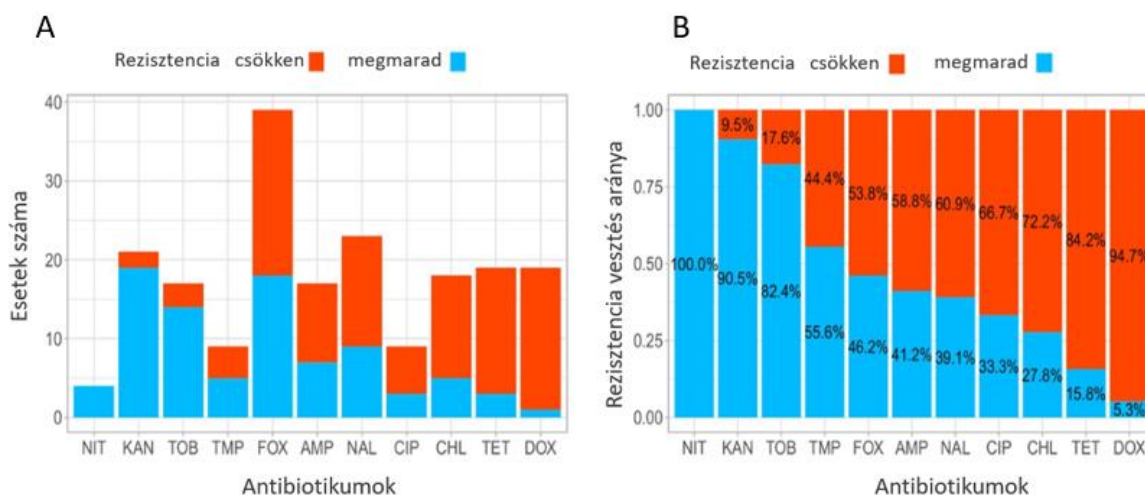 A
Rezisztencia csökken megmarad
40
30
20
10
0
Esetek száma
NIT KAN TOB TMP FOX AMP NAL CIP CHL TET DOX
Antibiotikumok
B
Rezisztencia csökken megmarad
1.00
0.75
0.50
0.25
0.00
Rezisztencia vesztés aránya
9.5% 17.6% 44.4% 53.8% 58.8% 60.9% 66.7% 72.2% 84.2% 94.7%
100.0% 90.5% 82.4% 55.6% 46.2% 41.2% 39.1% 33.3% 27.8% 15.8% 5.3%
NIT KAN TOB TMP FOX AMP NAL CIP CHL TET DOX
Antibiotikumok